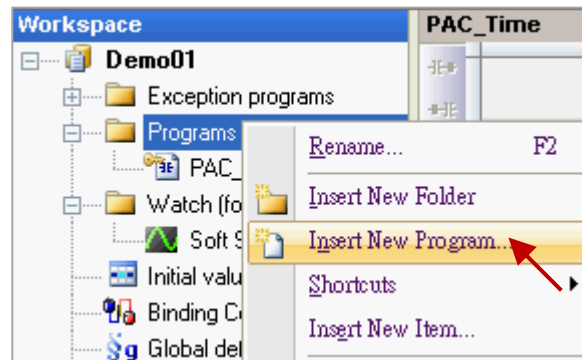 Workspace
PAC_Time
Demo01
Exception programs
Programs
PAC_
Watch (fo
Soft S
Initial valu
Binding C
Global def
Rename... F2
Insert New Folder
Insert New Program...
Shortcuts
Insert New Item...